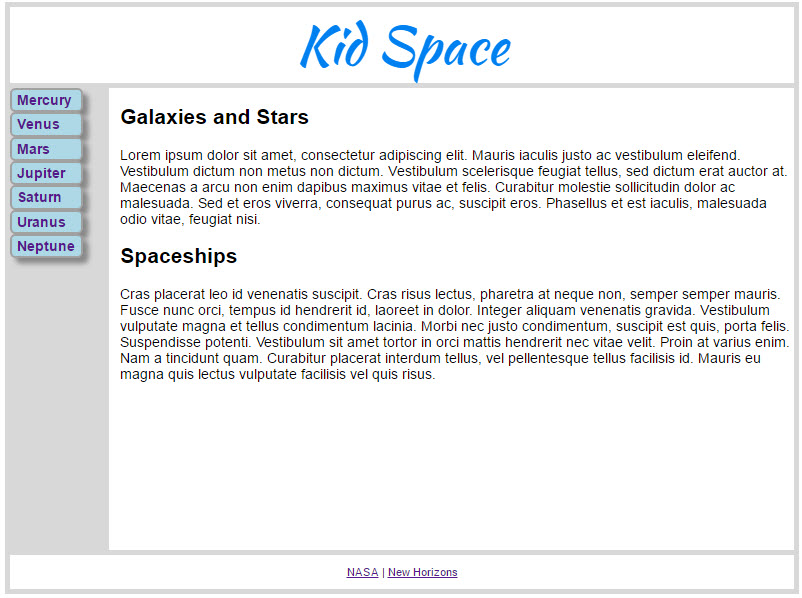 Kid Space
Mercury
Venus
Mars
Jupiter
Saturn
Uranus
Neptune
Galaxies and Stars
Lorem ipsum dolor sit amet, consectetur adipiscing elit. Mauris iaculis justo ac vestibulum eleifend.
Vestibulum dictum non metus non dictum. Vestibulum scelerisque feugiat tellus, sed dictum erat auctor at.
Maecenas a arcu non enim dapibus maximus vitae et felis. Curabitur molestie sollicitudin dolor ac
malesuada. Sed et eros viverra, consequat purus ac, suscipit eros. Phasellus et est iaculis, malesuada
odio vitae, feugiat nisi.
Spaceships
Cras placerat leo id venenatis suscipit. Cras risus lectus, pharetra at neque non, semper semper mauris.
Fusce nunc orci, tempus id hendrerit id, laoreet in dolor. Integer aliquam venenatis gravida. Vestibulum
vulputate magna et tellus condimentum lacinia. Morbi nec justo condimentum, suscipit est quis, porta felis.
Suspendisse potenti. Vestibulum sit amet tortor in orci mattis hendrerit nec vitae velit. Proin at varius enim.
Nam a tincidunt quam. Curabitur placerat interdum tellus, vel pellentesque tellus facilisis id. Mauris eu
magna quis lectus vulputate facilisis vel quis risus.
NASA | New Horizons